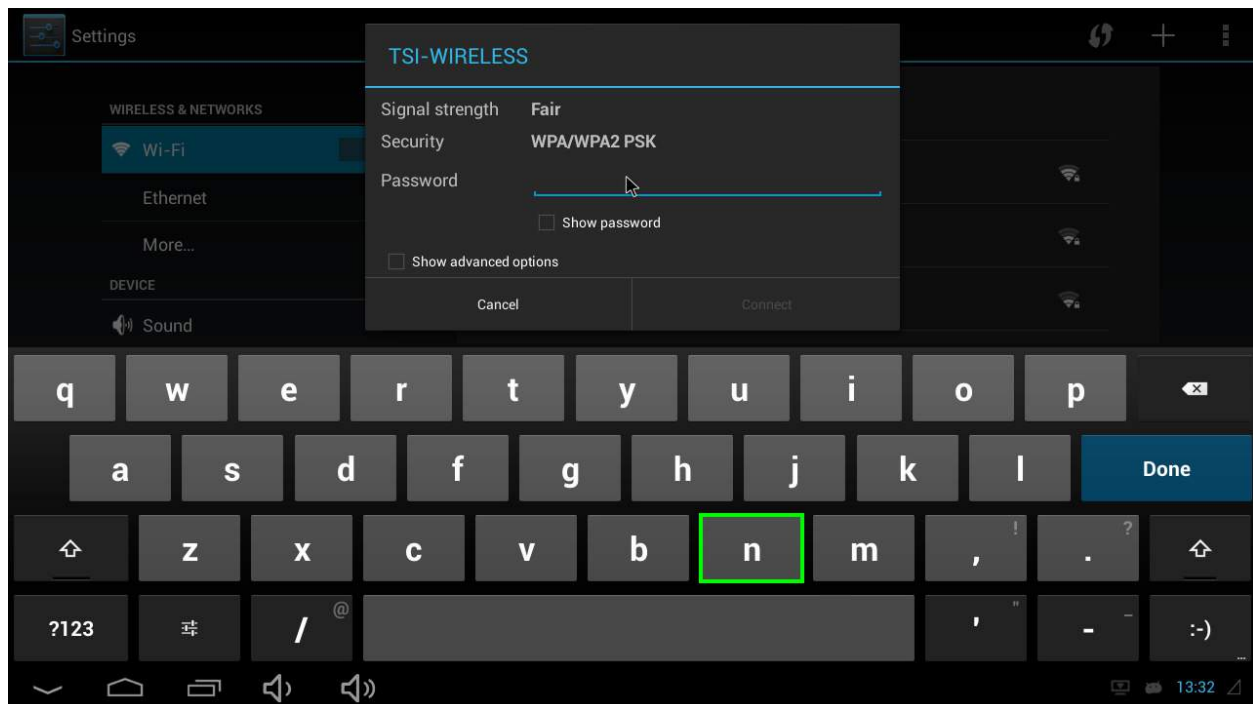 Settings
TSI-WIRELESS
WIRELESS & NETWORKS
Wi-Fi
Ethernet
More...
DEVICE
Sound
Signal strength Fair
Security WPA/WPA2 PSK
Password
Show password
Show advanced options
Cancel Connect
q w e r t y u i o p
a s d f g h j k l Done
z x c v b n m , ! . ?
?123 / @ ' " - _ :-) ...
13:32